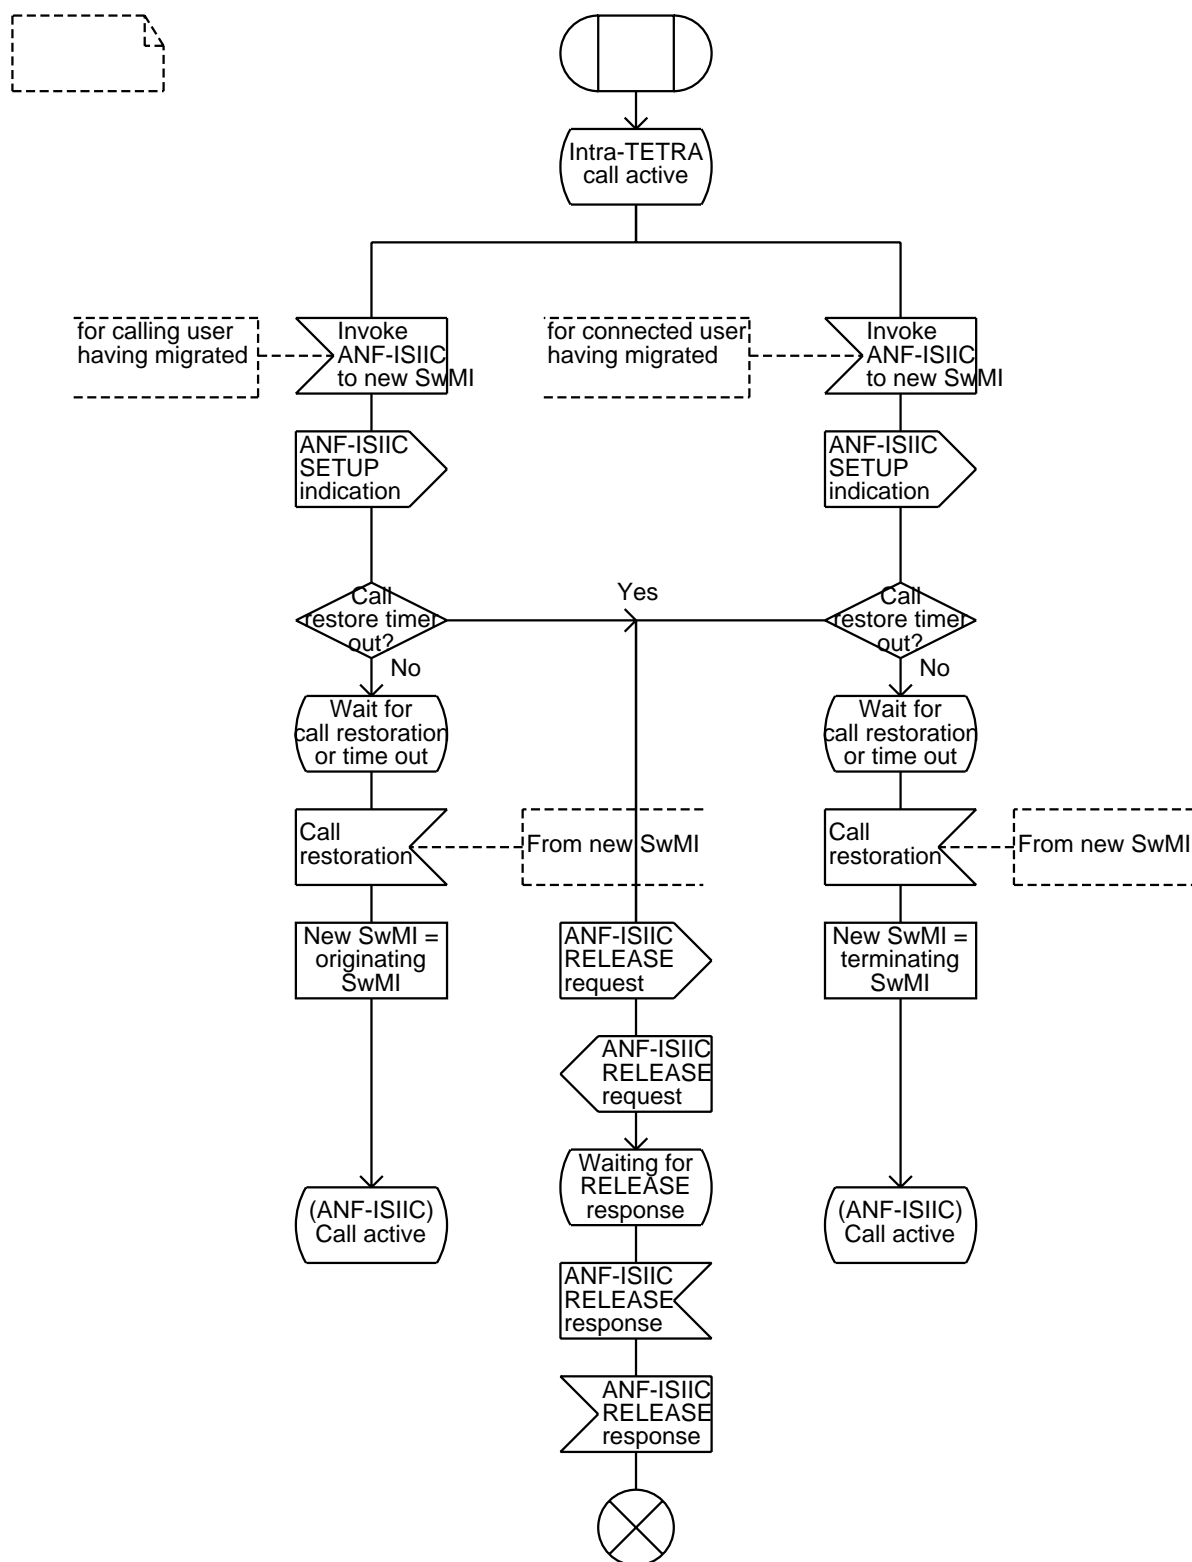 Intra-TETRA
call active
for calling user
having migrated
Invoke
ANF-ISIIC
to new SwMI
for connected user
having migrated
Invoke
ANF-ISIIC
to new SwMI
ANF-ISIIC
SETUP
indication
ANF-ISIIC
SETUP
indication
Call
restore timer
out?
Yes
Call
restore timer
out?
No
No
Wait for
call restoration
or time out
Wait for
call restoration
or time out
Call
restoration
From new SwMI
Call
restoration
From new SwMI
New SwMI =
originating
SwMI
ANF-ISIIC
RELEASE
request
New SwMI =
terminating
SwMI
ANF-ISIIC
RELEASE
request
Waiting for
RELEASE
response
(ANF-ISIIC)
Call active
(ANF-ISIIC)
Call active
ANF-ISIIC
RELEASE
response
ANF-ISIIC
RELEASE
response